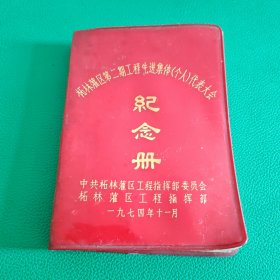 柘林灌区第二期工程先进集体(个人)代表大会
紀念册
中共柘林灌区工程指挥部委员会
柘林灌区工程指挥部
一九七四年十一月